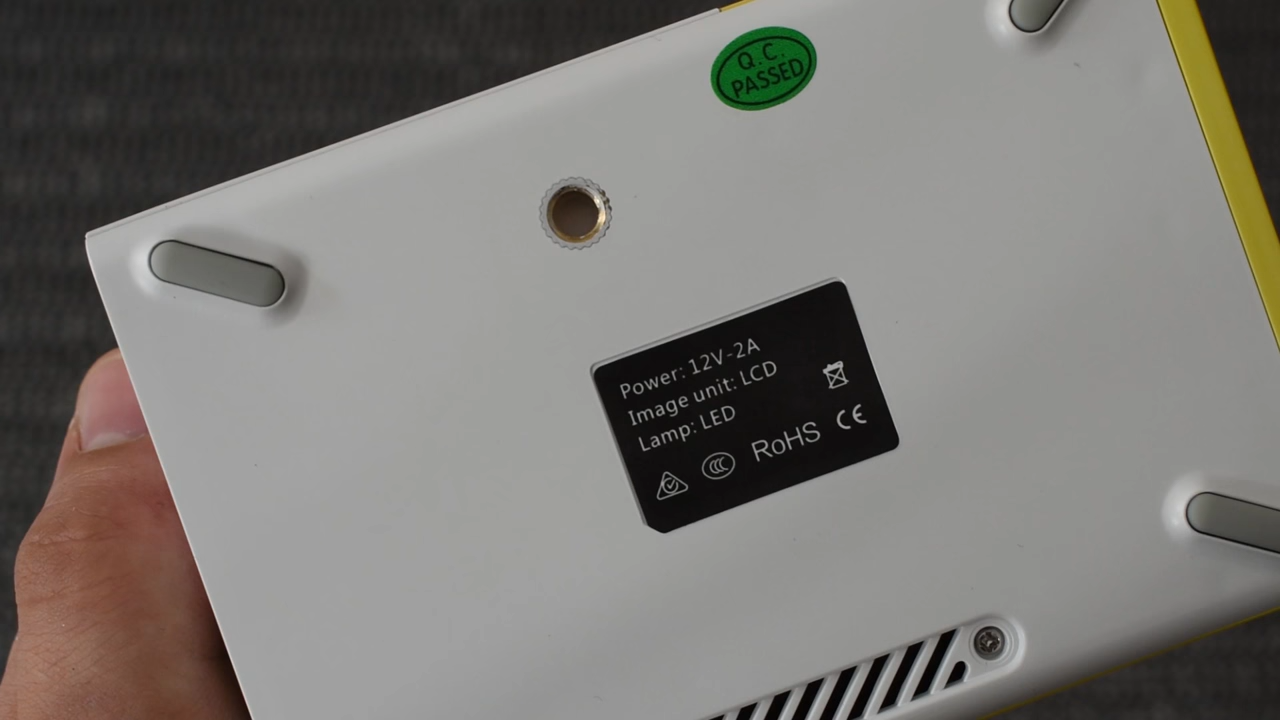 Q.C.
PASSED
Power: 12V-2A
Image unit: LCD
Lamp: LED
RoHS CE